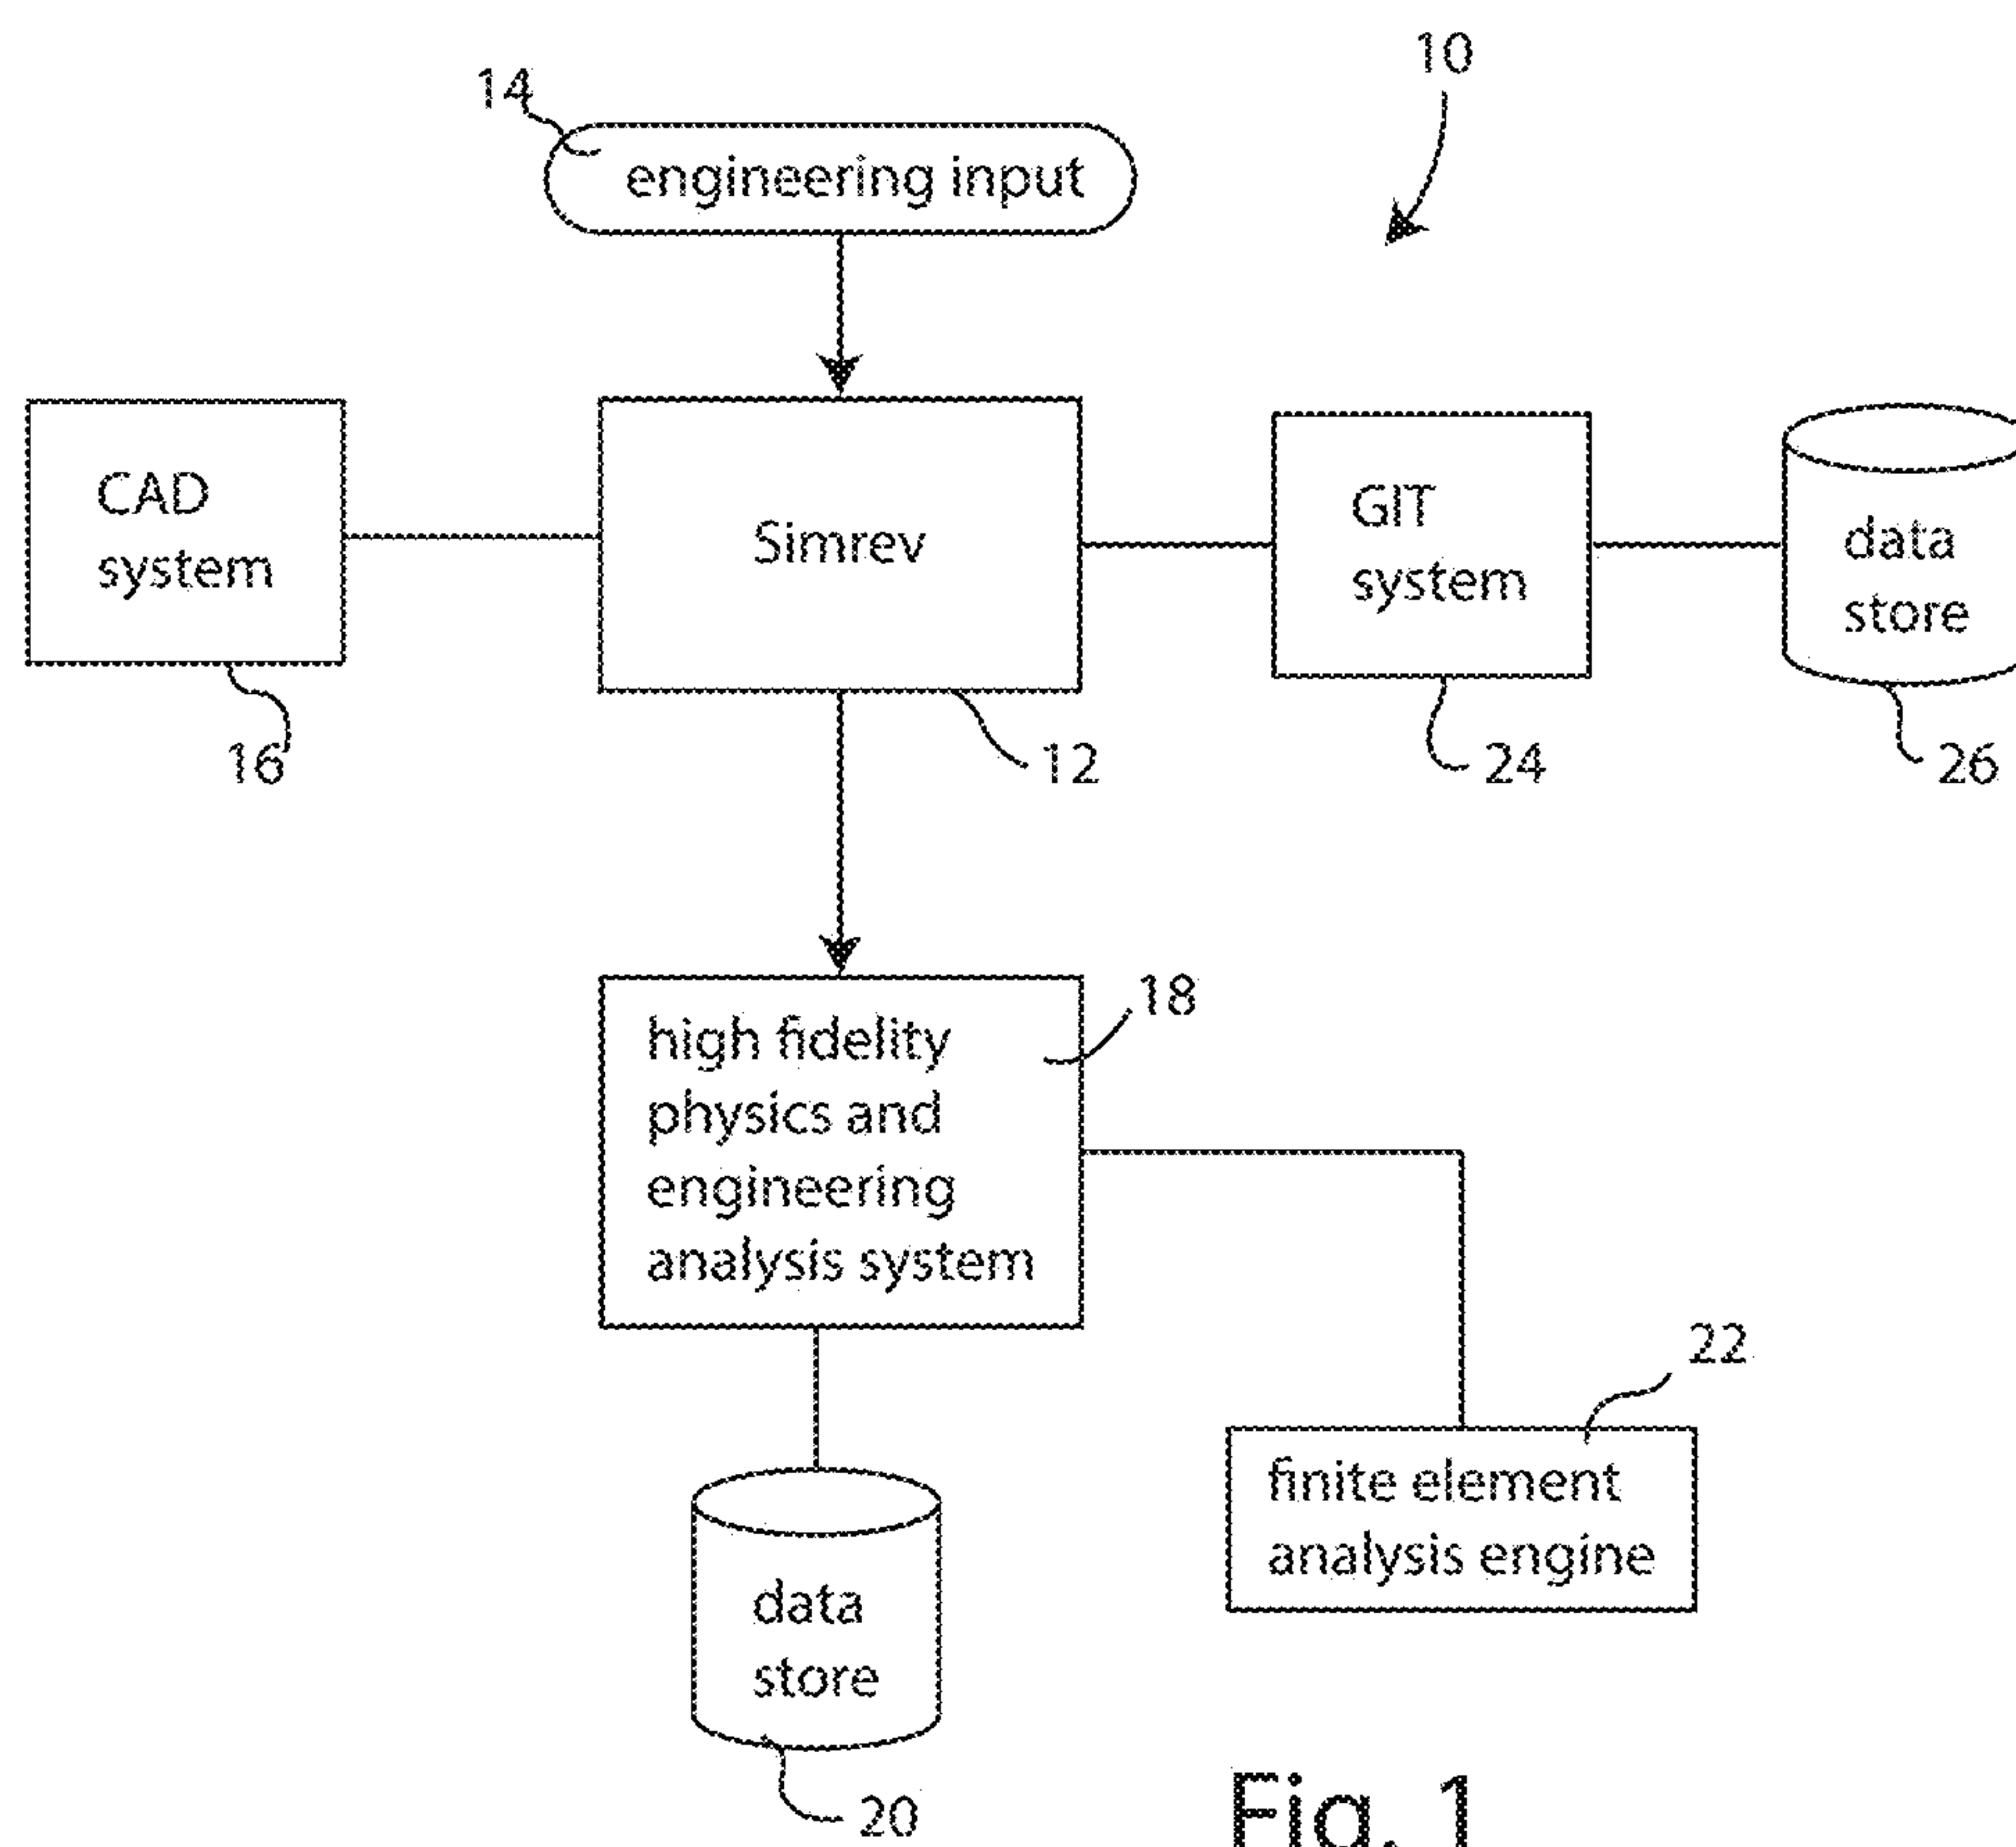 10
14
engineering input
CAD
system
Simrev
GIT
system
data
store
16
12
24
26
high fidelity
physics and
engineering
analysis system
18
22
finite element
analysis engine
data
store
20
Fig. 1